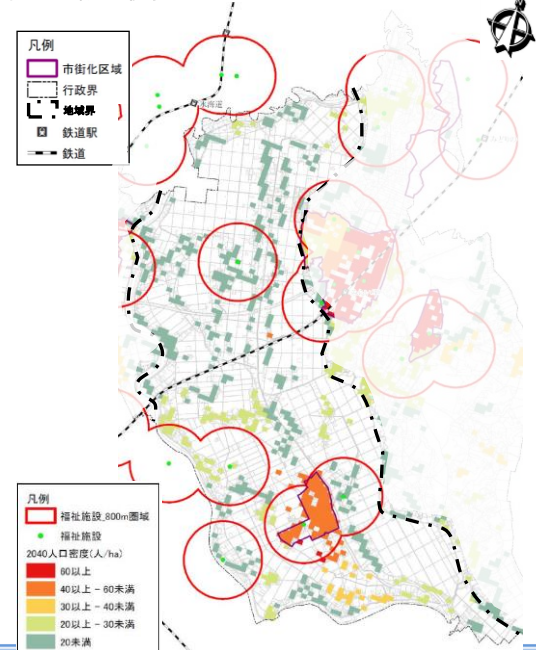 凡例
市街化区域
行政界
地域界
鉄道駅
鉄道
水海道
凡例
福祉施設_800m圏域
福祉施設
2040人口密度(人/ha)
60以上
40以上 - 60未満
30以上 - 40未満
20以上 - 30未満
20未満